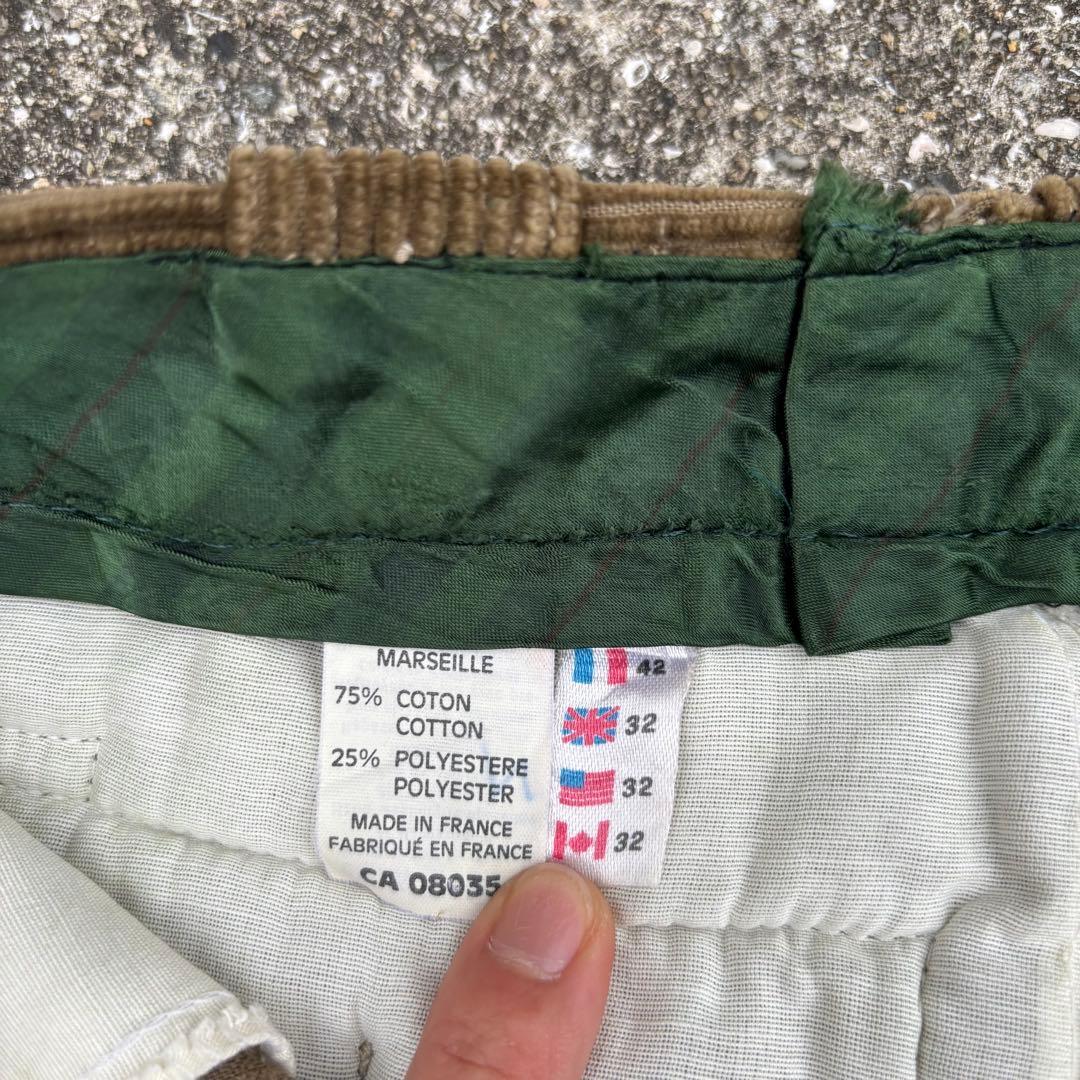 MARSEILLE
75% COTON
COTTON
25% POLYESTERE
POLYESTER
MADE IN FRANCE
FABRIQUÉ EN FRANCE
CA 08035
42
32
32
32